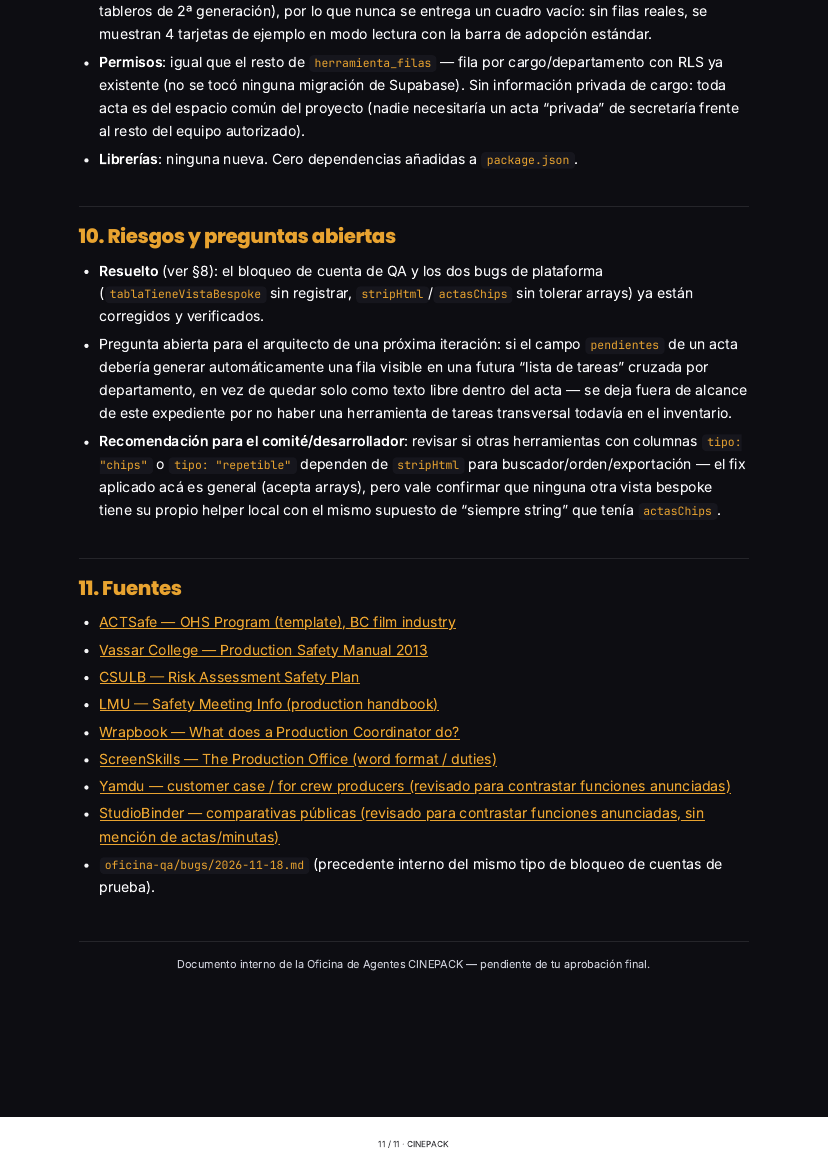 tableros de 2ª generación), por lo que nunca se entrega un cuadro vacío: sin filas reales, se
muestran 4 tarjetas de ejemplo en modo lectura con la barra de adopción estándar.
• Permisos: igual que el resto de herramienta_filas — fila por cargo/departamento con RLS ya
existente (no se tocó ninguna migración de Supabase). Sin información privada de cargo: toda
acta es del espacio común del proyecto (nadie necesitaría un acta “privada” de secretaría frente
al resto del equipo autorizado).
• Librerías: ninguna nueva. Cero dependencias añadidas a package.json.
10. Riesgos y preguntas abiertas
• Resuelto (ver §8): el bloqueo de cuenta de QA y los dos bugs de plataforma
(tablaTieneVistaBespoke sin registrar, stripHtml/actasChips sin tolerar arrays) ya están
corregidos y verificados.
• Pregunta abierta para el arquitecto de una próxima iteración: si el campo pendientes de un acta
debería generar automáticamente una fila visible en una futura “lista de tareas” cruzada por
departamento, en vez de quedar solo como texto libre dentro del acta — se deja fuera de alcance
de este expediente por no haber una herramienta de tareas transversal todavía en el inventario.
• Recomendación para el comité/desarrollador: revisar si otras herramientas con columnas tipo:
"chips" o tipo: "repetible" dependen de stripHtml para buscador/orden/exportación — el fix
aplicado acá es general (acepta arrays), pero vale confirmar que ninguna otra vista bespoke
tiene su propio helper local con el mismo supuesto de “siempre string” que tenía actasChips.
11. Fuentes
• ACTSafe — OHS Program (template), BC film industry
• Vassar College — Production Safety Manual 2013
• CSULB — Risk Assessment Safety Plan
• LMU — Safety Meeting Info (production handbook)
• Wrapbook — What does a Production Coordinator do?
• ScreenSkills — The Production Office (word format / duties)
• Yamdu — customer case / for crew producers (revisado para contrastar funciones anunciadas)
• StudioBinder — comparativas públicas (revisado para contrastar funciones anunciadas, sin
mención de actas/minutas)
• oficina-qa/bugs/2026-11-18.md (precedente interno del mismo tipo de bloqueo de cuentas de
prueba).
Documento interno de la Oficina de Agentes CINEPACK — pendiente de tu aprobación final.
11 / 11 · CINEPACK